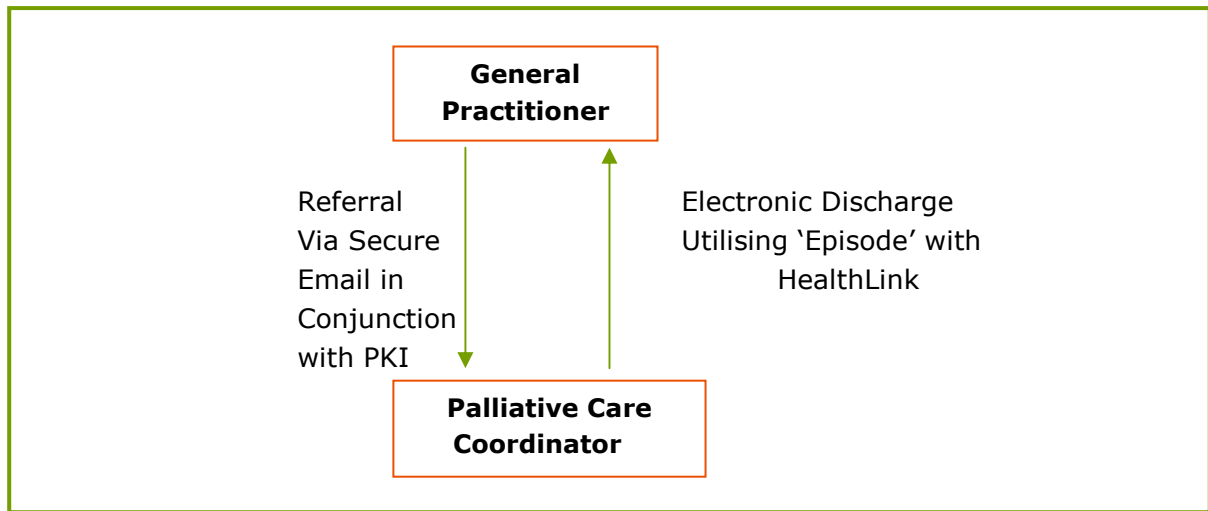 General
Practitioner
Referral
Via Secure
Email in
Conjunction
with PKI
Electronic Discharge
Utilising ‘Episode’ with
HealthLink
Palliative Care
Coordinator